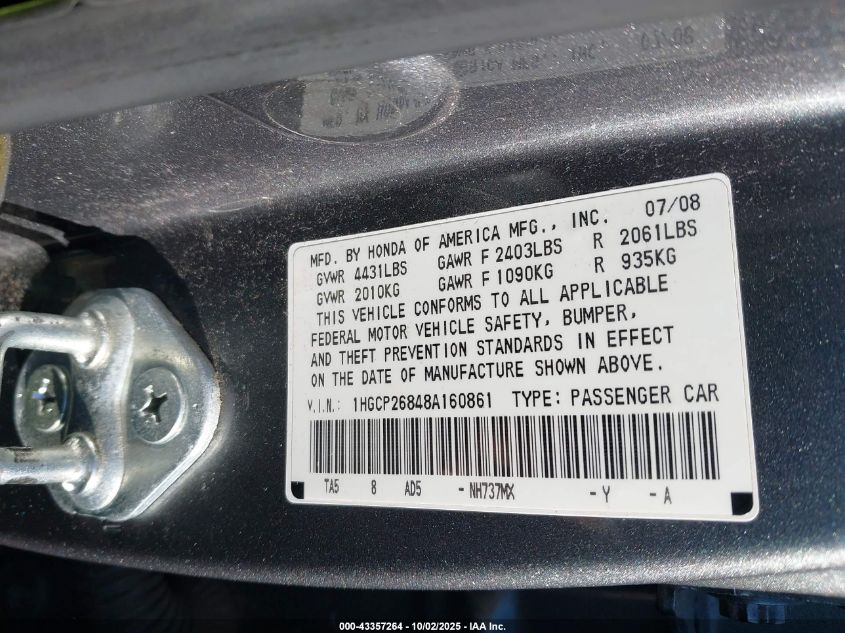 MFD. BY HONDA OF AMERICA MFG., INC. 07/08
GVWR 4431LBS GAWR F 2403LBS R 2061LBS
GVWR 2010KG GAWR F 1090KG R 935KG
THIS VEHICLE CONFORMS TO ALL APPLICABLE
FEDERAL MOTOR VEHICLE SAFETY, BUMPER,
AND THEFT PREVENTION STANDARDS IN EFFECT
ON THE DATE OF MANUFACTURE SHOWN ABOVE.
V.I.N.: 1HGCP26848A160861 TYPE: PASSENGER CAR
TA5 8 AD5 -NH737MX -Y -A
000-43357264 - 10/02/2025 - IAA Inc.